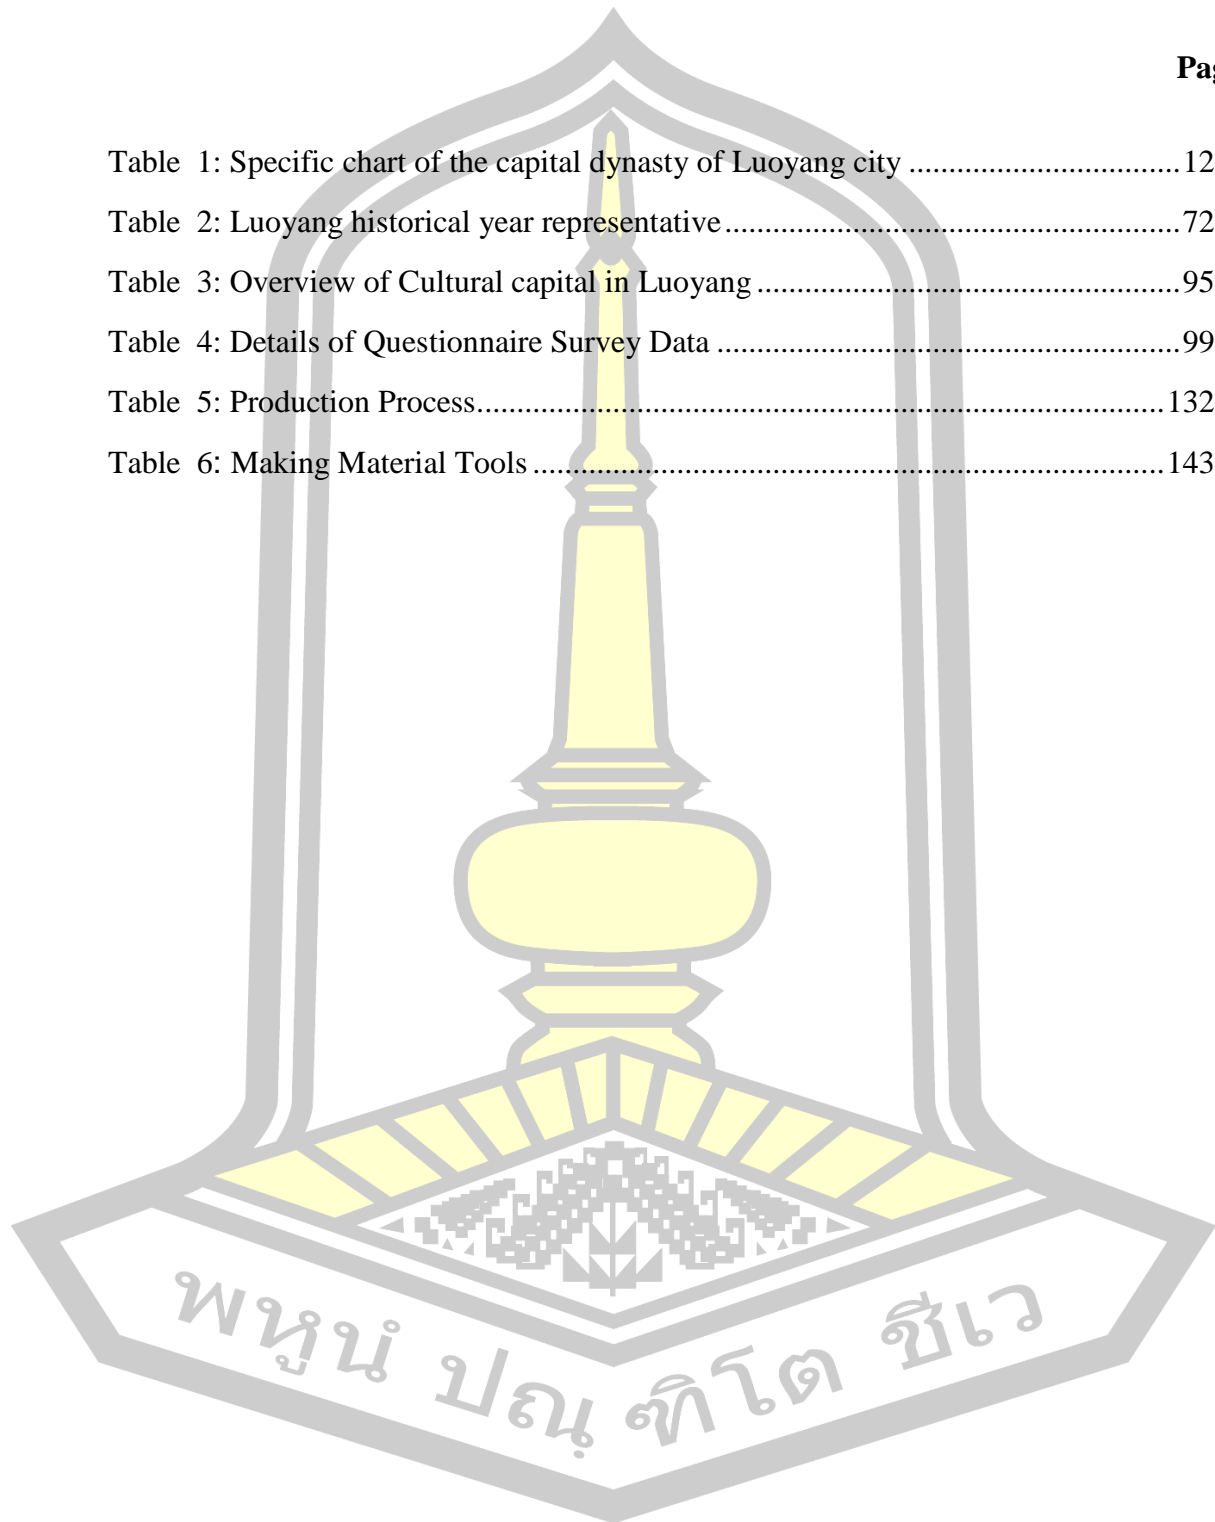 Pag
Table 1: Specific chart of the capital dynasty of Luoyang city ..............................12
Table 2: Luoyang historical year representative..................................................72
Table 3: Overview of Cultural capital in Luoyang ...............................................95
Table 4: Details of Questionnaire Survey Data ...................................................99
Table 5: Production Process............................................................................132
Table 6: Making Material Tools ......................................................................143
พหูนํ ปณฺฑิโต ชีเว